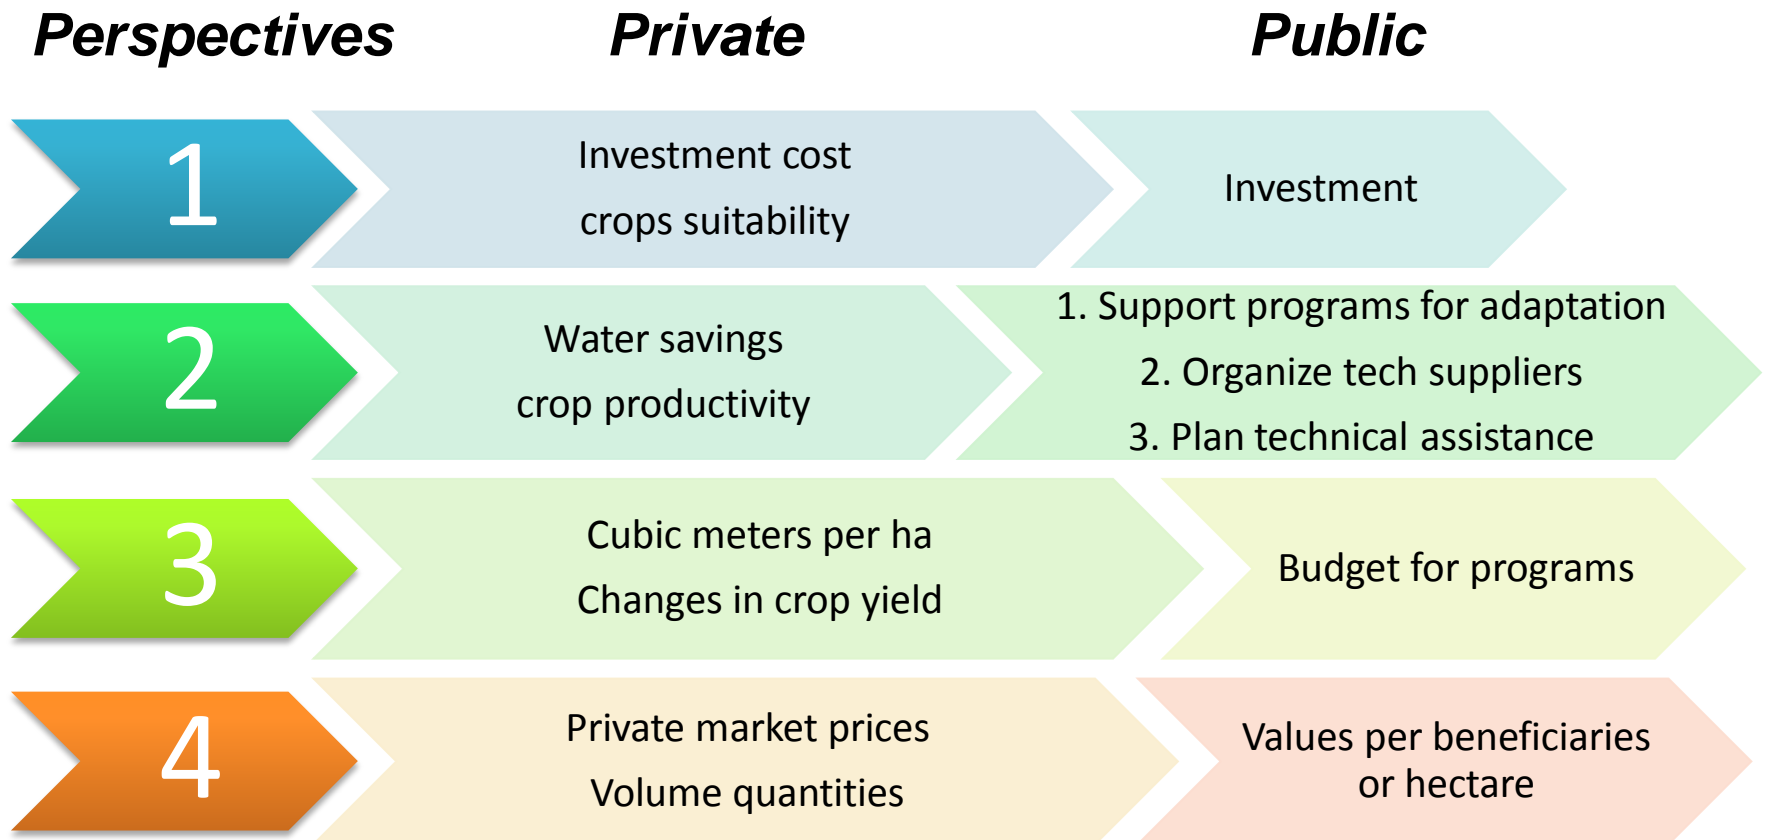 Perspectives Private Public
1
Investment cost
crops suitability
Investment
2
Water savings
crop productivity
1. Support programs for adaptation
2. Organize tech suppliers
3. Plan technical assistance
3
Cubic meters per ha
Changes in crop yield
Budget for programs
4
Private market prices
Volume quantities
Values per beneficiaries
or hectare